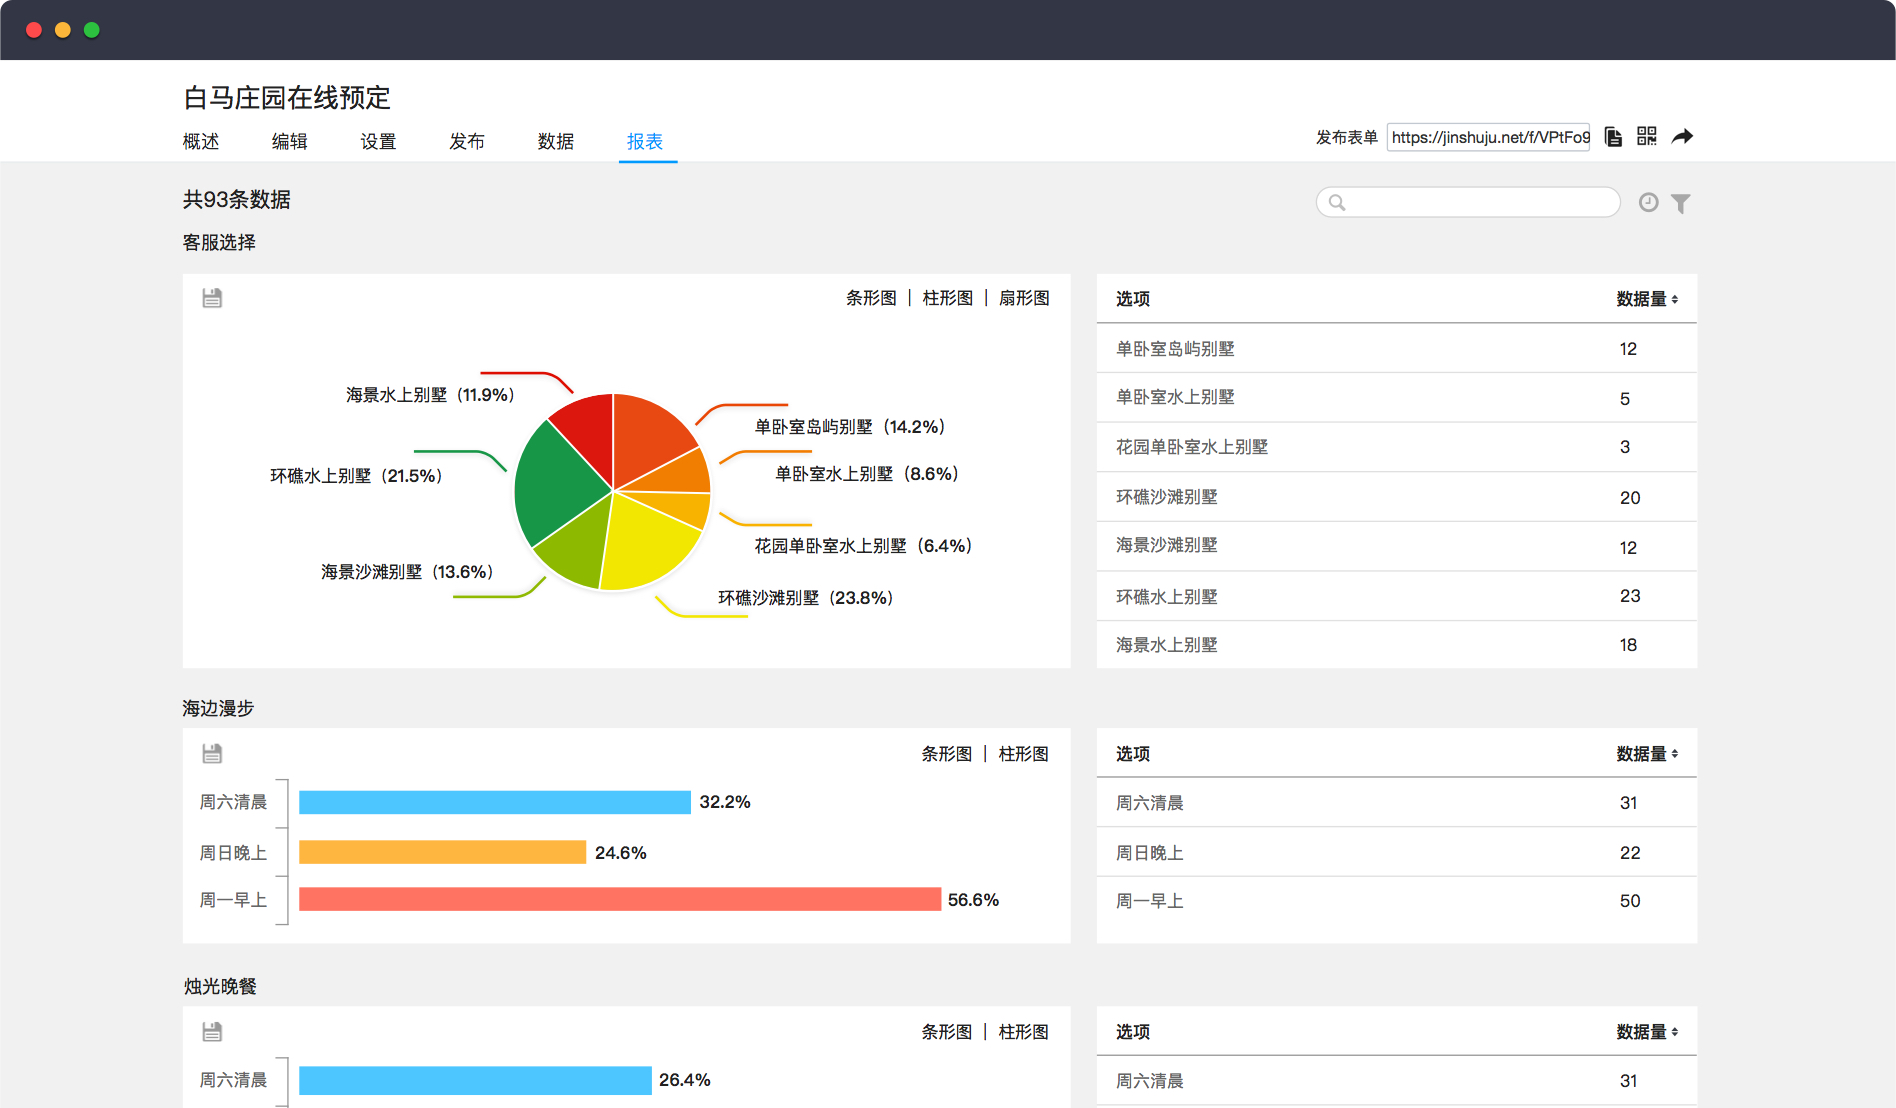 白马庄园在线预定
概述 编辑 设置 发布 数据 报表
发布表单 https://jinshuju.net/f/VPtFo9
共93条数据
客服选择
条形图 | 柱形图 | 扇形图
海景水上别墅（11.9%）
单卧室岛屿别墅（14.2%）
环礁水上别墅（21.5%）
单卧室水上别墅（8.6%）
花园单卧室水上别墅（6.4%）
海景沙滩别墅（13.6%）
环礁沙滩别墅（23.8%）
选项 数据量
单卧室岛屿别墅 12
单卧室水上别墅 5
花园单卧室水上别墅 3
环礁沙滩别墅 20
海景沙滩别墅 12
环礁水上别墅 23
海景水上别墅 18
海边漫步
条形图 | 柱形图
周六清晨 32.2%
周日晚上 24.6%
周一早上 56.6%
选项 数据量
周六清晨 31
周日晚上 22
周一早上 50
烛光晚餐
条形图 | 柱形图
周六清晨 26.4%
选项 数据量
周六清晨 31